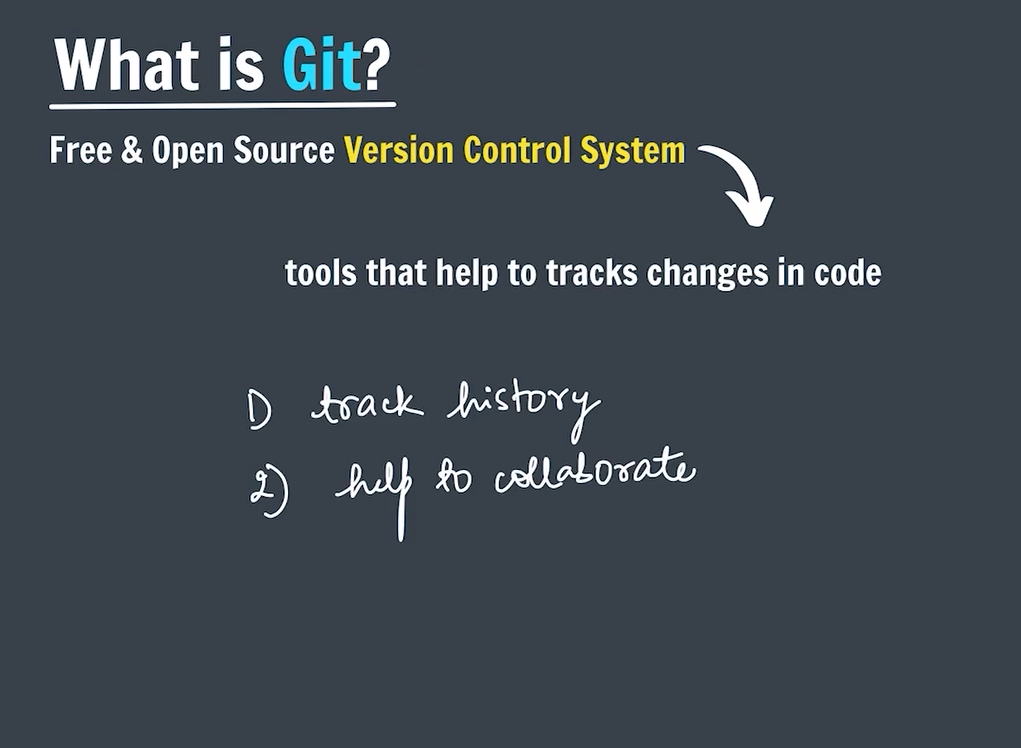 What is Git?
Free & Open Source Version Control System
tools that help to tracks changes in code
1) track history
2) help to collaborate